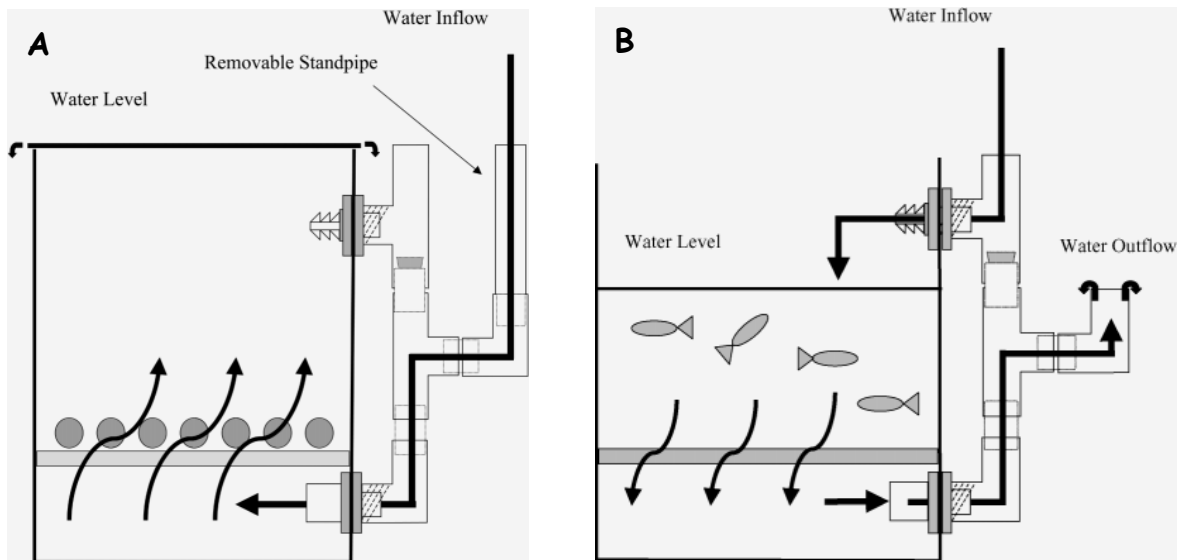 A
Water Inflow
Removable Standpipe
Water Level
B
Water Inflow
Water Level
Water Outflow